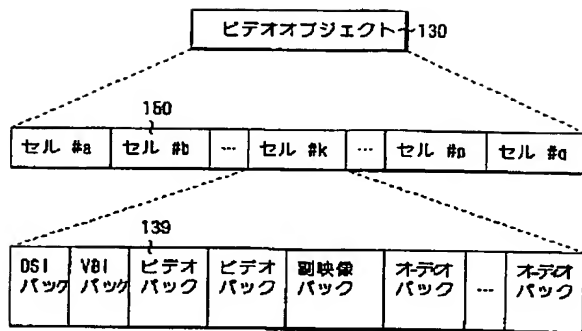 ビデオオブジェクト 130
150
セル #a セル #b … セル #k … セル #n セル #q
139
DSI VBI ビデオ ビデオ 副映像 オーディオ オーディオ
パック パック パック パック パック パック … パック